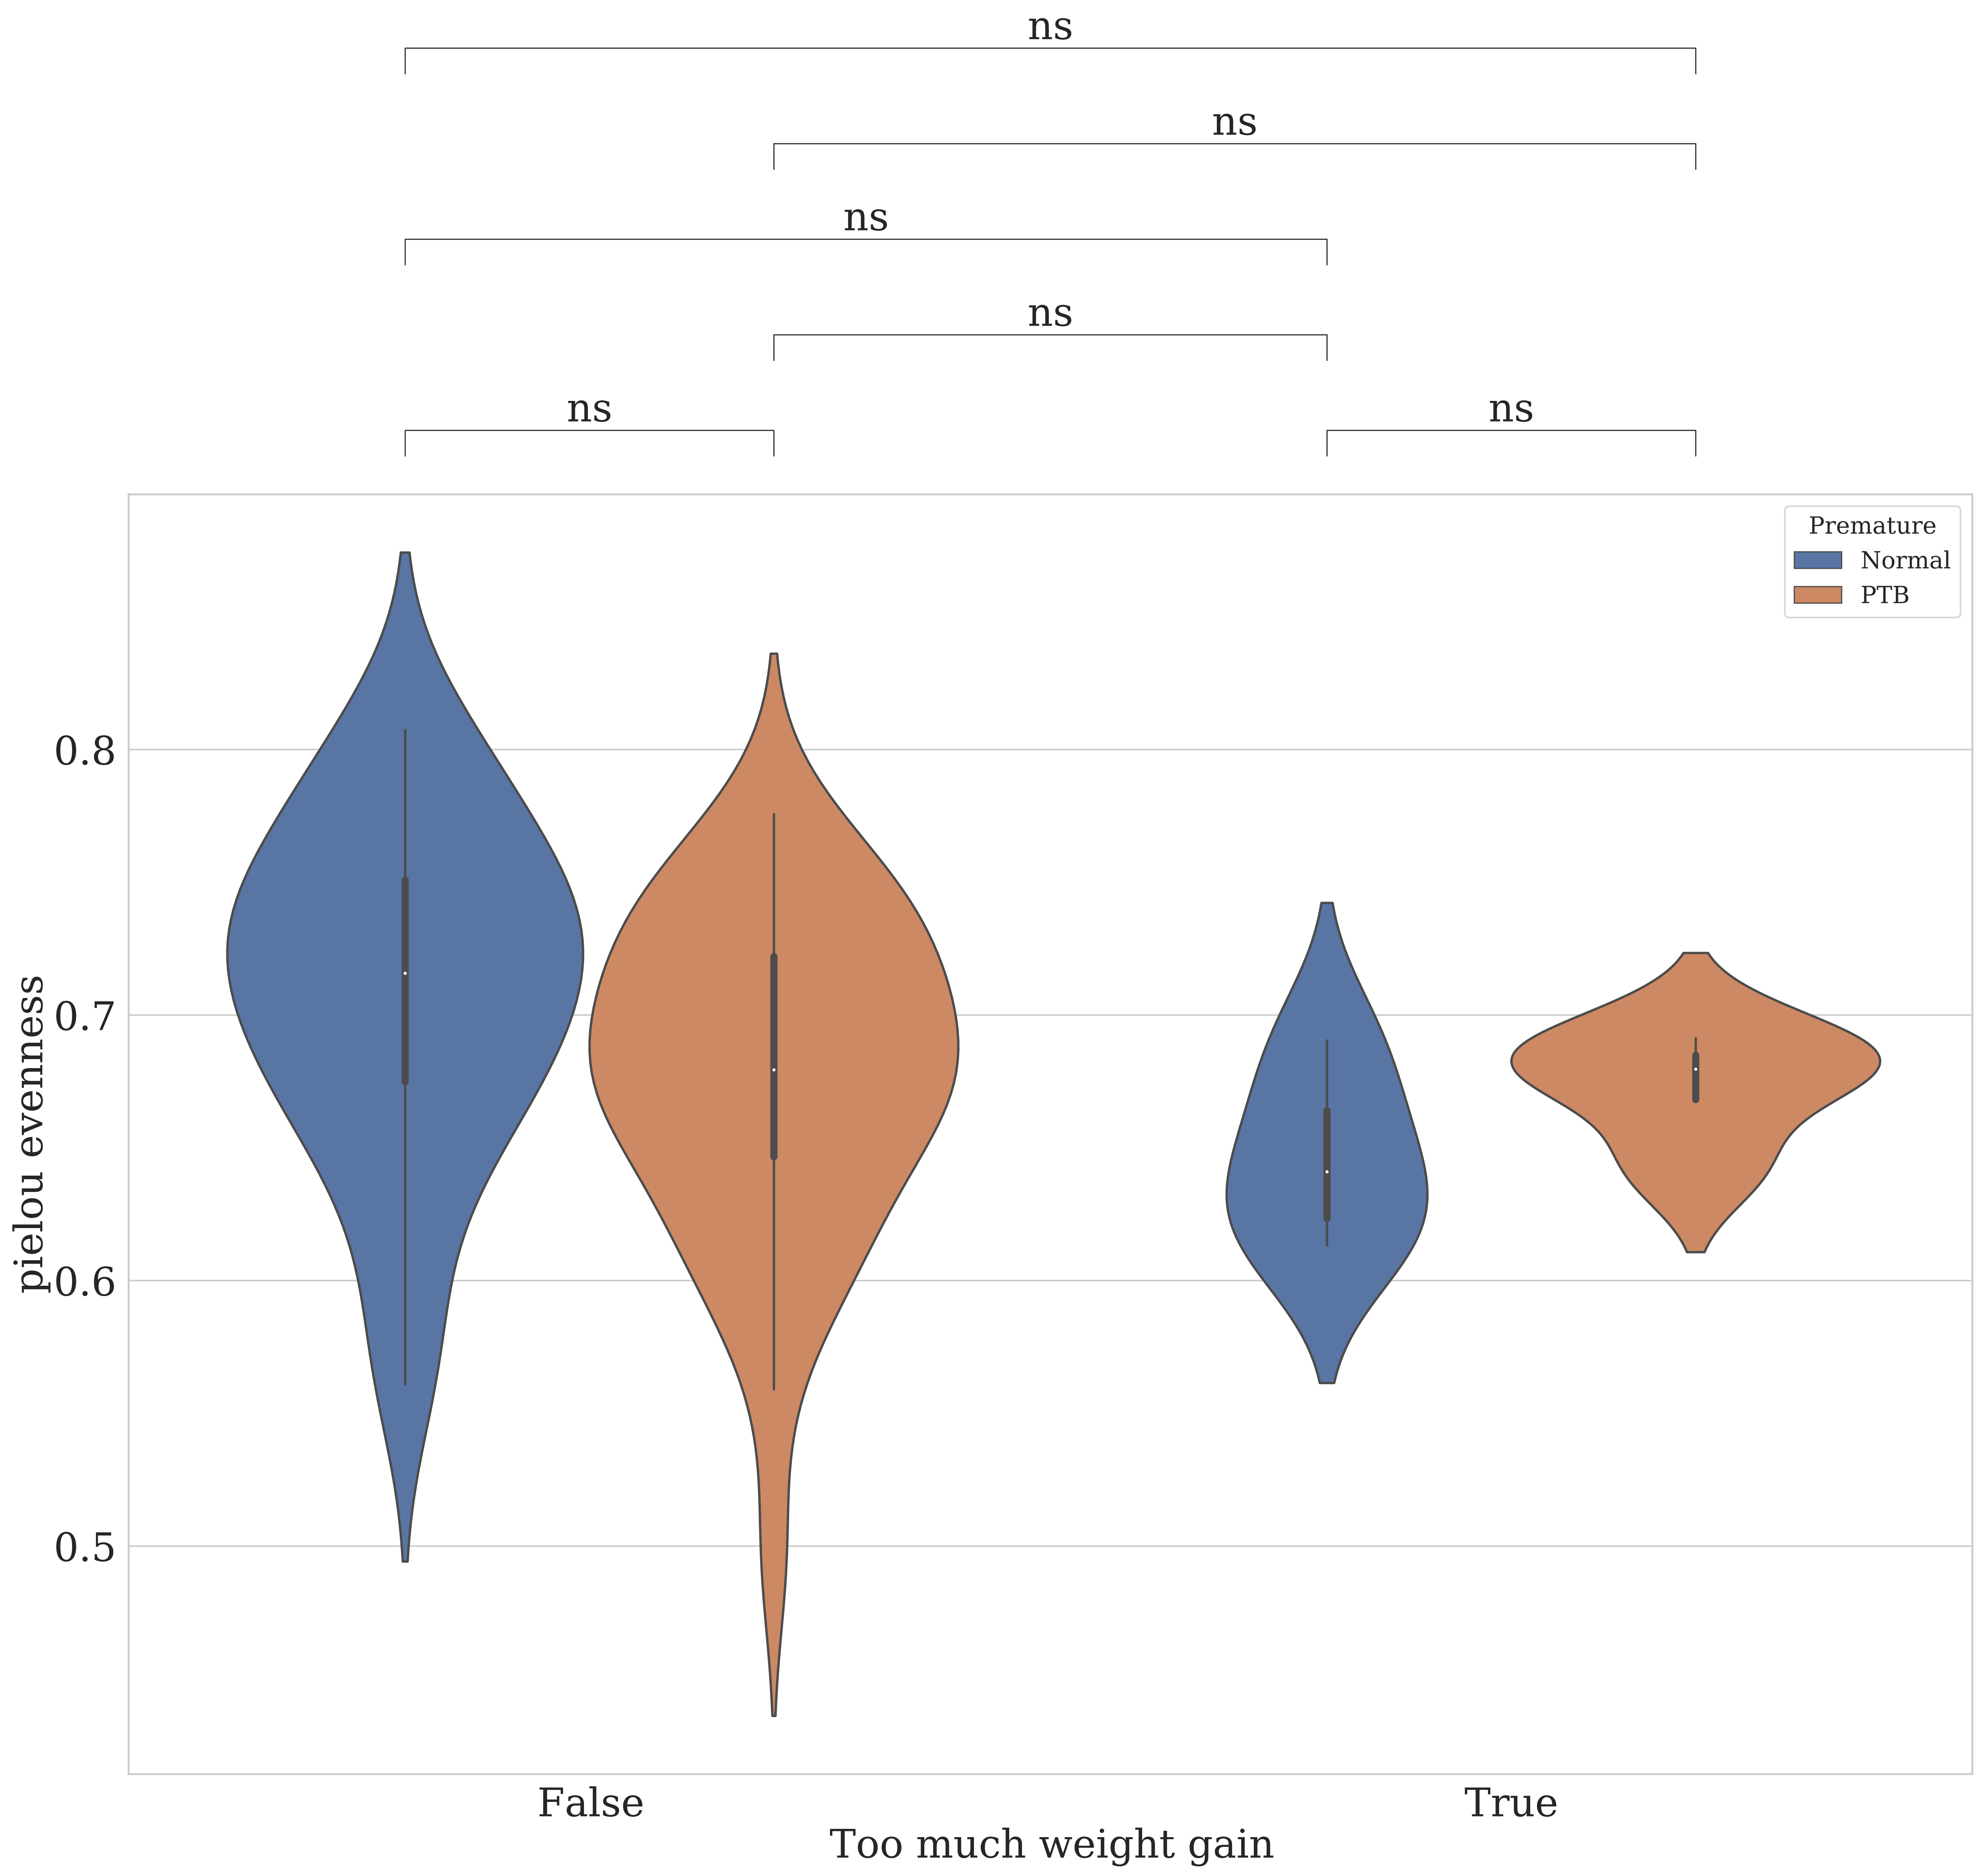 ns
ns
ns
ns
ns
ns
Premature
Normal
PTB
0.8
0.7
0.6
0.5
pielou evenness
False
True
Too much weight gain